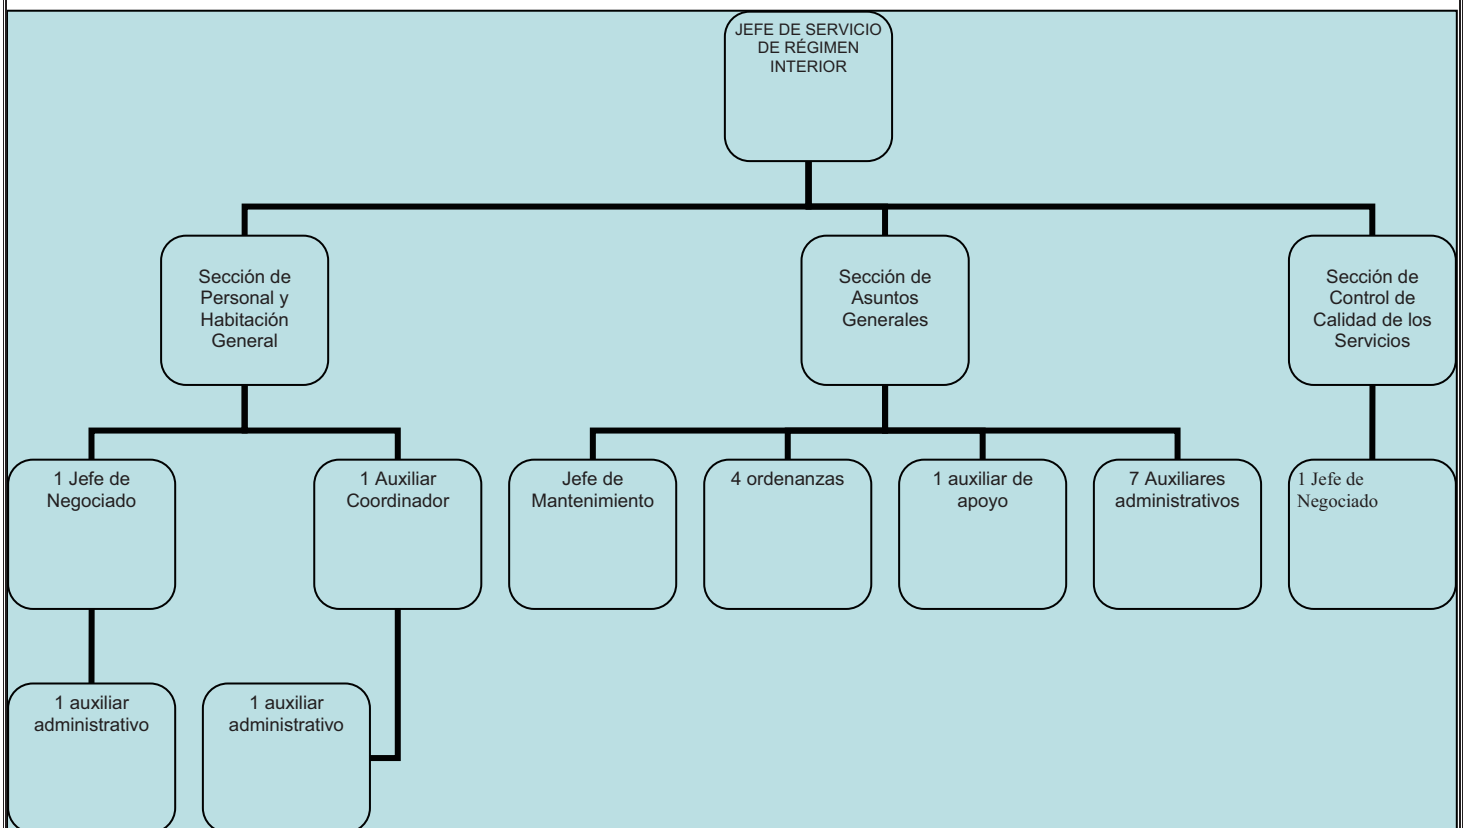 JEFE DE SERVICIO
DE RÉGIMEN
INTERIOR
Sección de
Personal y
Habitación
General
Sección de
Asuntos
Generales
Sección de
Control de
Calidad de los
Servicios
1 Jefe de
Negociado
1 Auxiliar
Coordinador
Jefe de
Mantenimiento
4 ordenanzas
1 auxiliar de
apoyo
7 Auxiliares
administrativos
1 Jefe de
Negociado
1 auxiliar
administrativo
1 auxiliar
administrativo